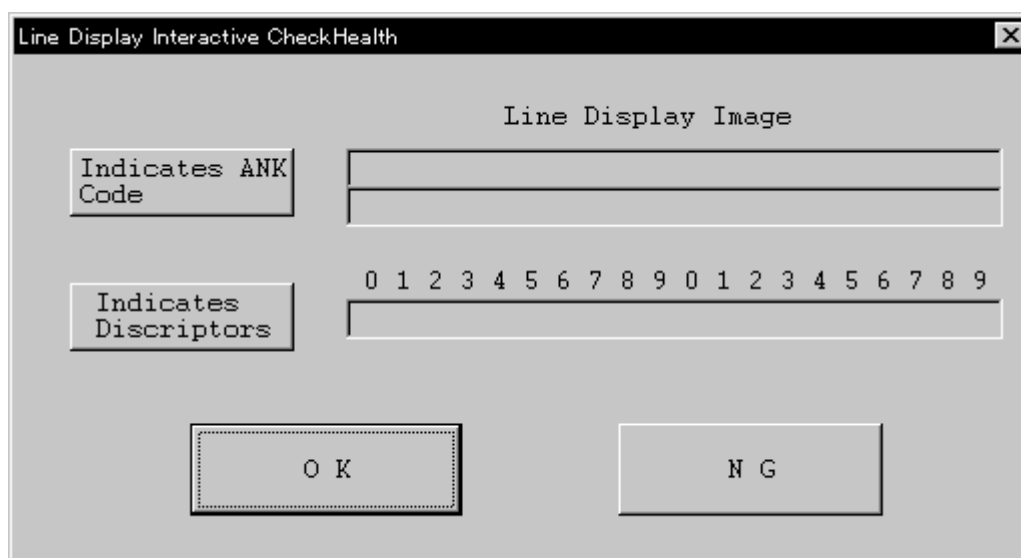 Line Display Interactive CheckHealth
Line Display Image
Indicates ANK
Code
0 1 2 3 4 5 6 7 8 9 0 1 2 3 4 5 6 7 8 9
Indicates
Discriptors
O K
N G